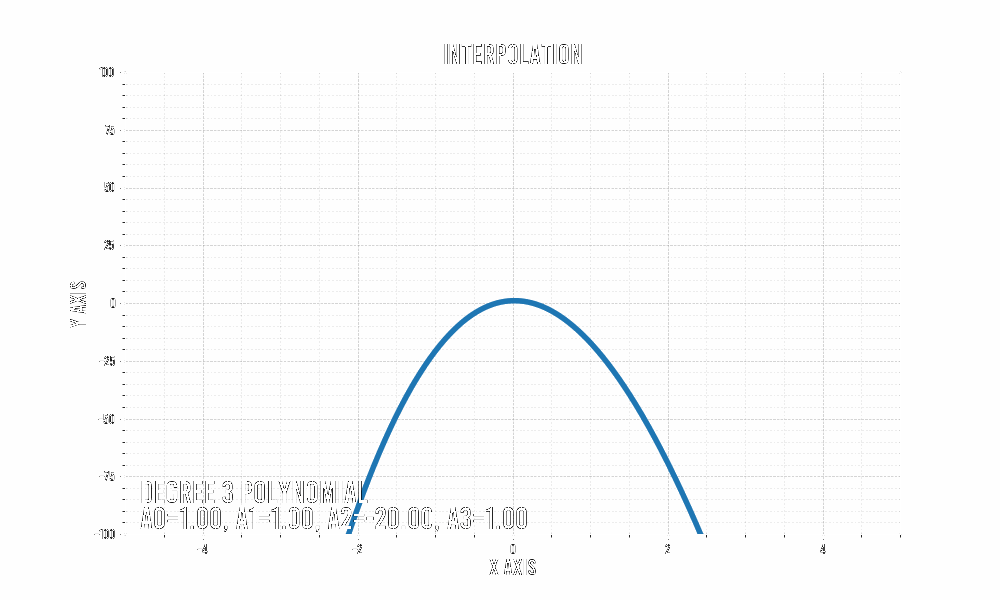 INTERPOLATION
100
75
50
25
0
-25
-50
-75
-100
Y AXIS
DEGREE 3 POLYNOMIAL
A0=1.00, A1=1.00, A2=-20.00, A3=1.00
-4 -2 0 2 4
X AXIS